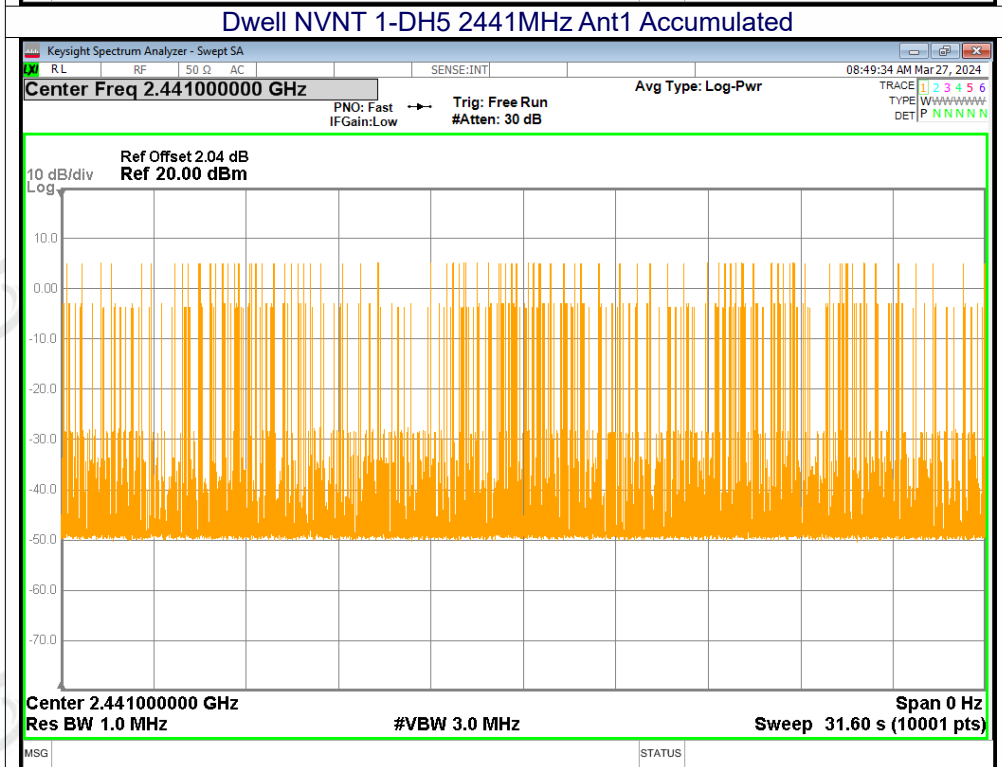 Dwell NVNT 1-DH5 2441MHz Ant1 Accumulated
Keysight Spectrum Analyzer - Swept SA
LXI RL RF 50 Ω AC SENSE:INT 08:49:34 AM Mar 27, 2024
Center Freq 2.441000000 GHz Avg Type: Log-Pwr TRACE 1 2 3 4 5 6
PNO: Fast Trig: Free Run TYPE WWWWWW
IFGain:Low #Atten: 30 dB DET P N N N N N
Ref Offset 2.04 dB
10 dB/div Ref 20.00 dBm
Log
10.0
0.00
-10.0
-20.0
-30.0
-40.0
-50.0
-60.0
-70.0
Center 2.441000000 GHz Span 0 Hz
Res BW 1.0 MHz #VBW 3.0 MHz Sweep 31.60 s (10001 pts)
MSG STATUS